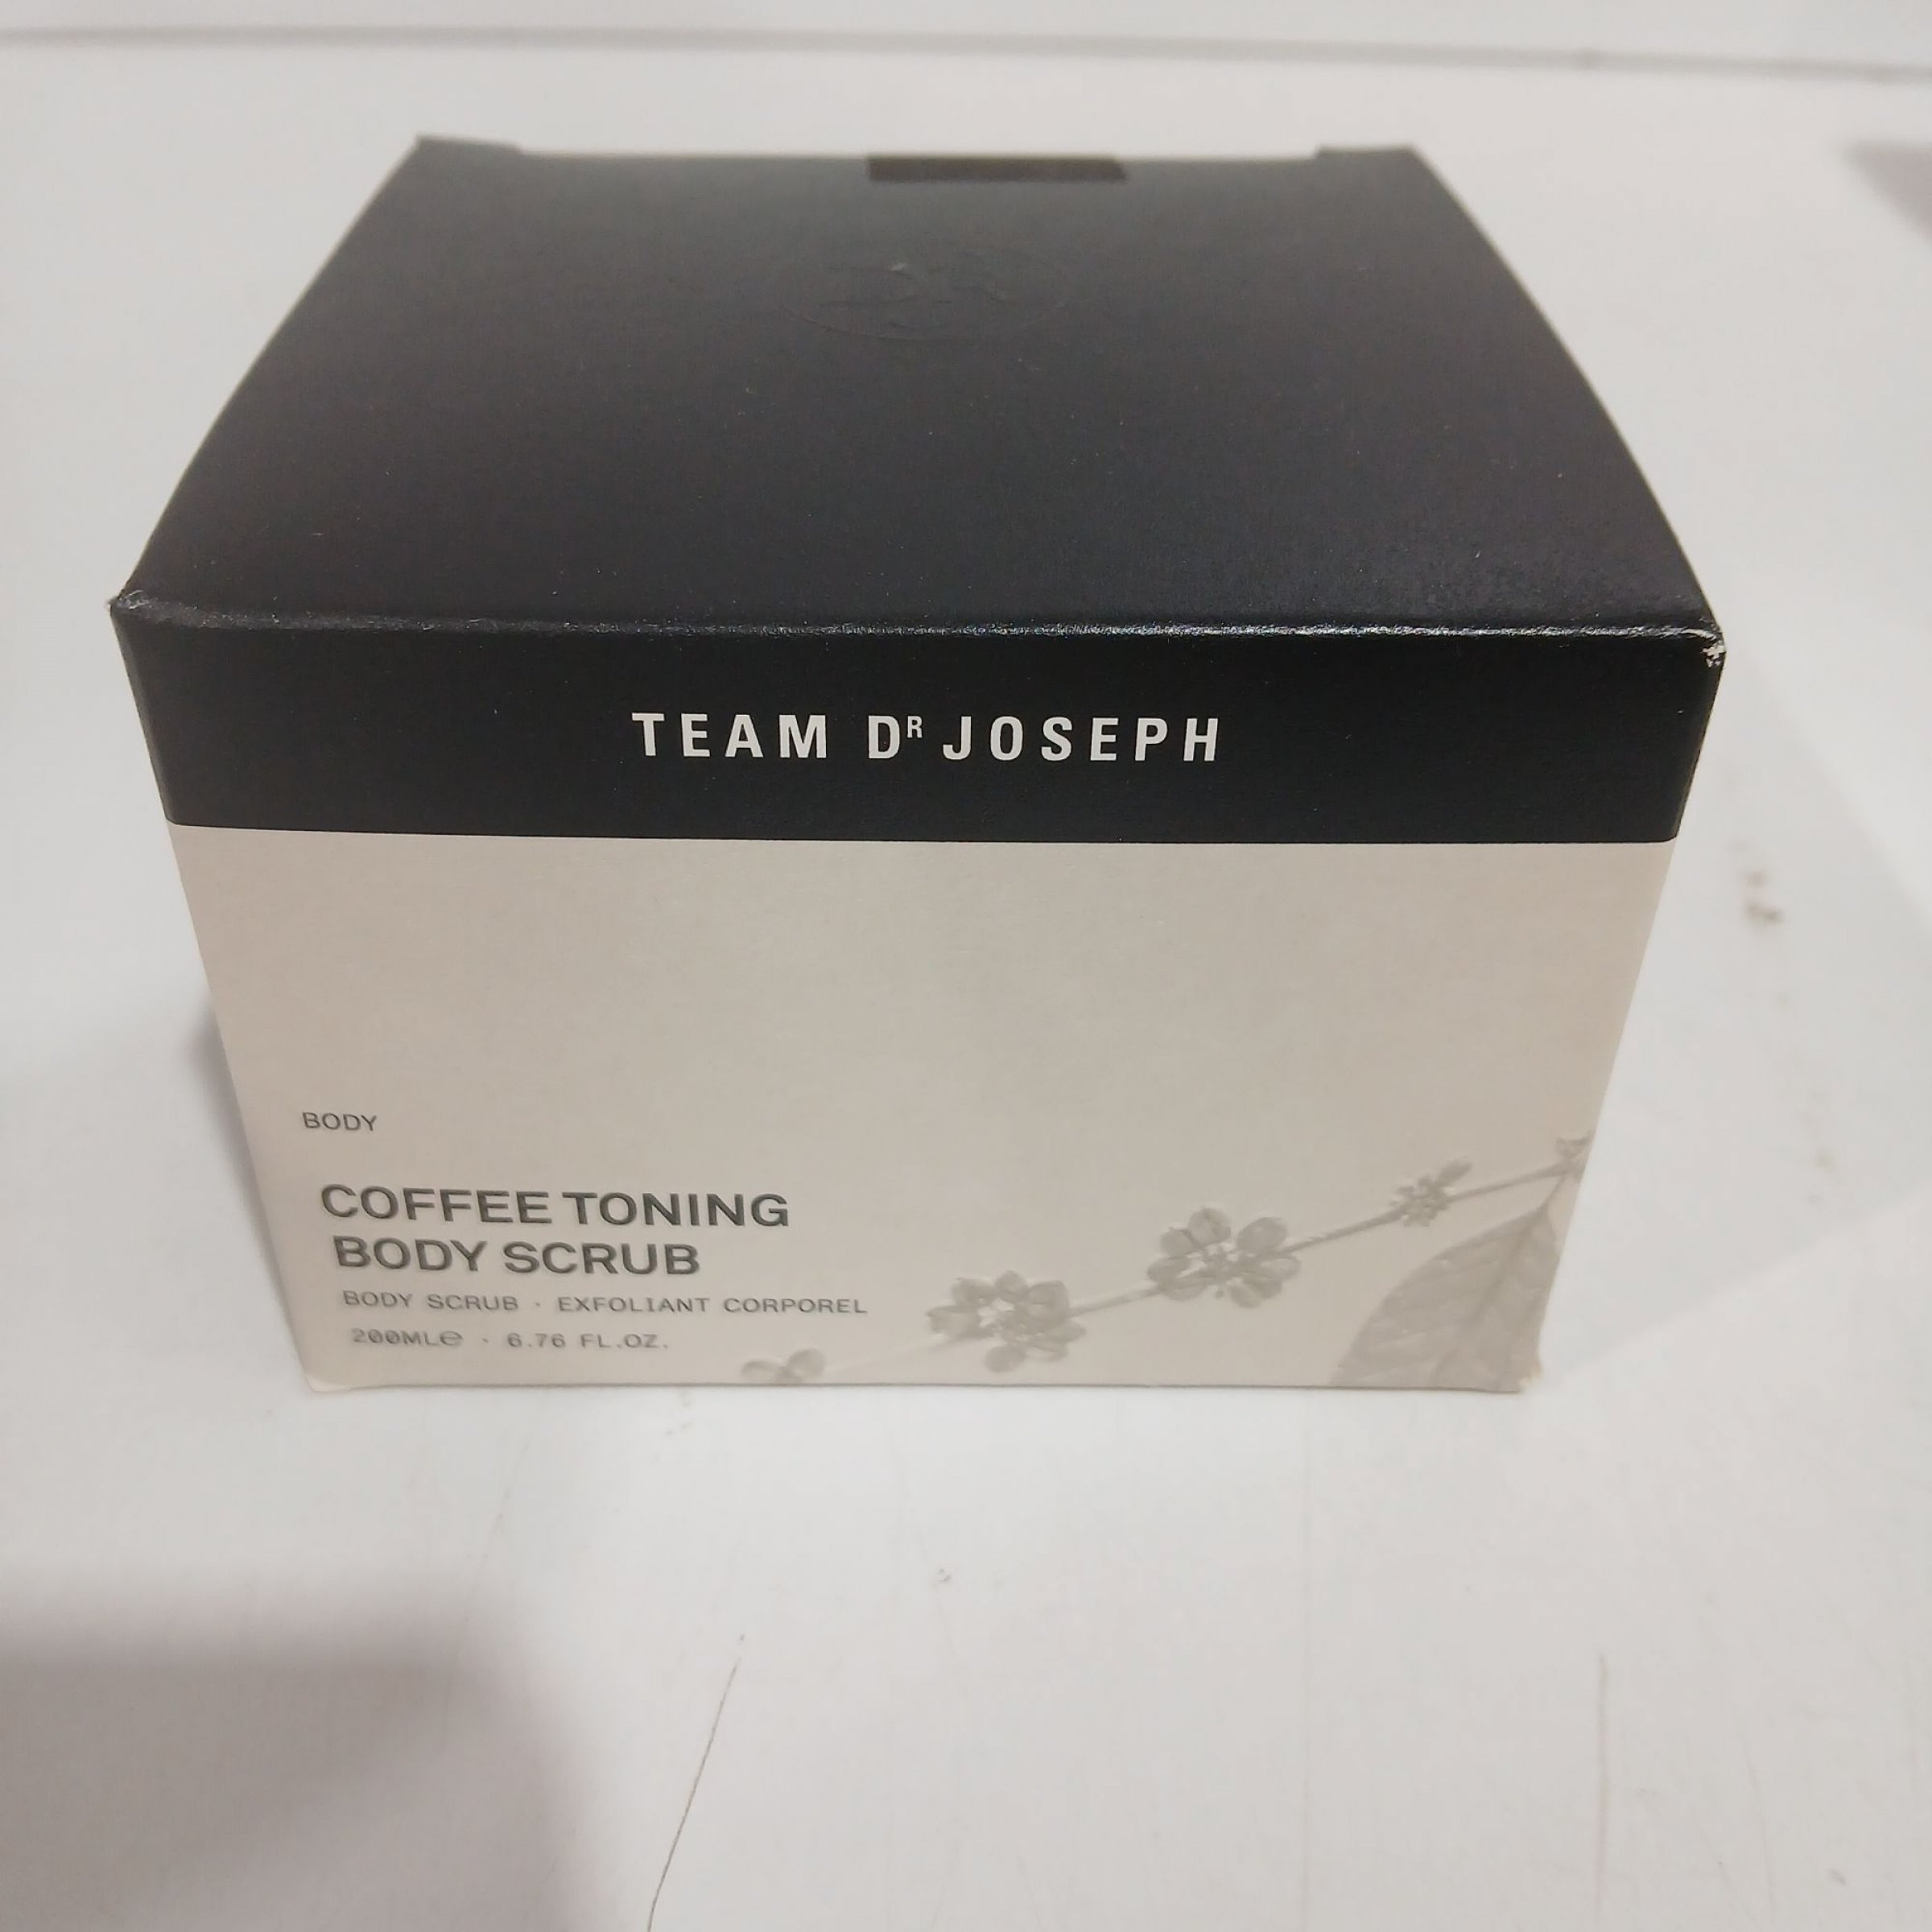 TEAM DR JOSEPH
BODY
COFFEE TONING
BODY SCRUB
BODY SCRUB · EXFOLIANT CORPOREL
200ML℮ · 6.76 FL.OZ.